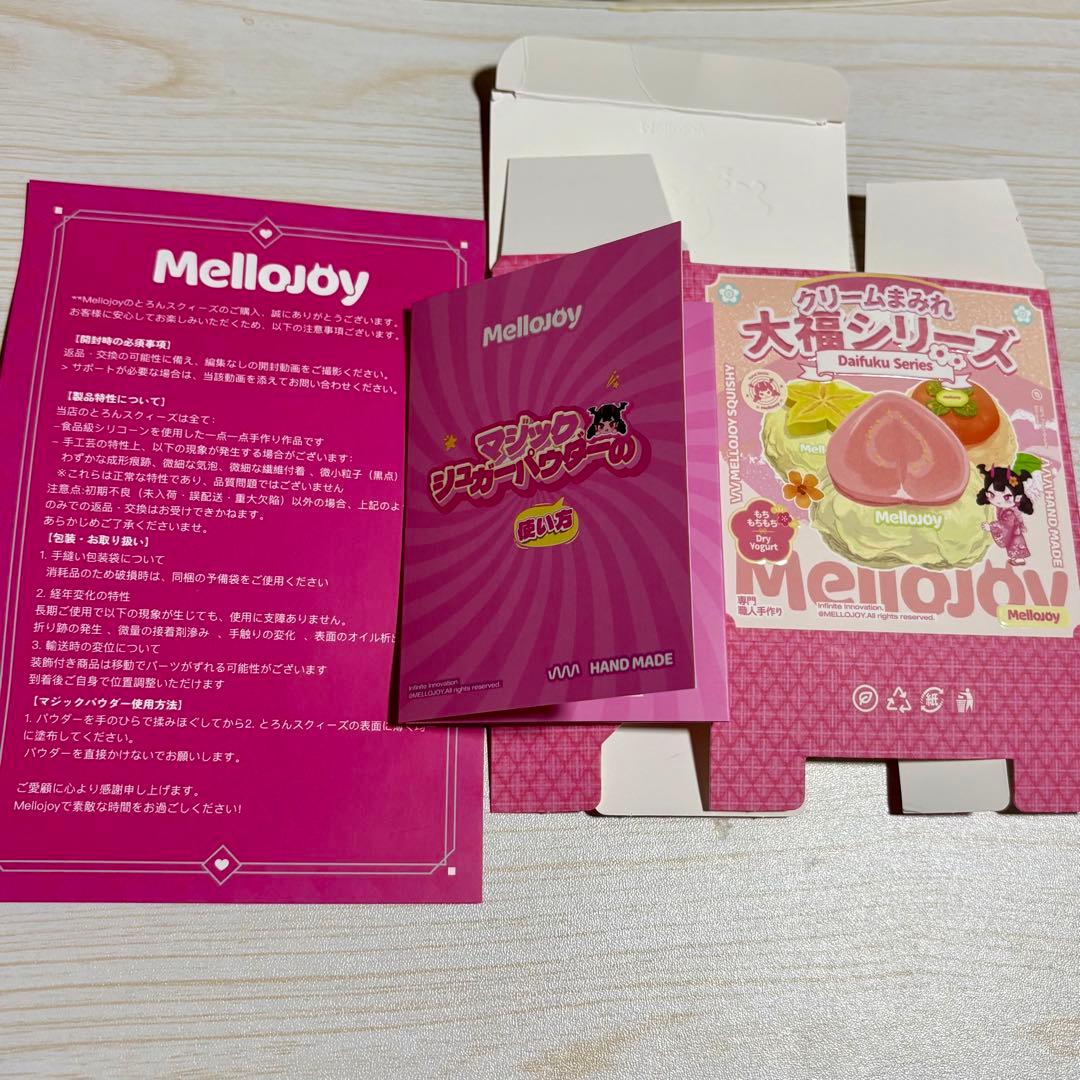 Mellojoy
**Mellojoyのとろんスクィーズのご購入、誠にありがとうございます。
お客様に安心してお楽しみいただくため、以下の注意事項ございます。
【開封時の必須事項】
返品・交換の可能性に備え、編集なしの開封動画をご撮影ください。
> サポートが必要な場合は、当該動画を添えてお問い合わせください。
【製品特性について】
当店のとろんスクィーズは全て:
−食品級シリコーンを使用した一点一点手作り作品です
− 手工芸の特性上、以下の現象が発生する場合がございます:
わずかな成形痕跡、微細な気泡、微細な繊維付着 、微小粒子（黒点）
※これらは正常な特性であり、品質問題ではございません
注意点:初期不良（未入荷・誤配送・重大欠陥）以外の場合、上記のよ
のみでの返品・交換はお受けできかねます。
あらかじめご了承くださいませ。
【包装・お取り扱い】
1. 手縫い包装袋について
消耗品のため破損時は、同梱の予備袋をご使用ください
2. 経年変化の特性
長期ご使用で以下の現象が生じても、使用に支障ありません。
折り跡の発生 、微量の接着剤滲み 、手触りの変化 、表面のオイル析出
3. 輸送時の変位について
装飾付き商品は移動でパーツがずれる可能性がございます
到着後ご自身で位置調整いただけます
【マジックパウダー使用方法】
1. パウダーを手のひらで揉みほぐしてから2. とろんスクィーズの表面に薄く均
に塗布してください。
パウダーを直接かけないでお願いします。
ご愛顧に心より感謝申し上げます。
Mellojoyで素敵な時間をお過ごしください!
Mellojoy
マジック
シュガーパウダーの
使い方
HAND MADE
Infinite Innovation
@MELLOJOY.All rights reserved.
クリームまみれ
大福シリーズ
Daifuku Series
MELLOJOY SQUISHY
HAND MADE
Mellojoy
もち
もちもち
Dry
Yogurt
Mellojoy
専門
職人手作り
Infinite Innovation.
@MELLOJOY.All rights reserved.
Mellojoy
紙